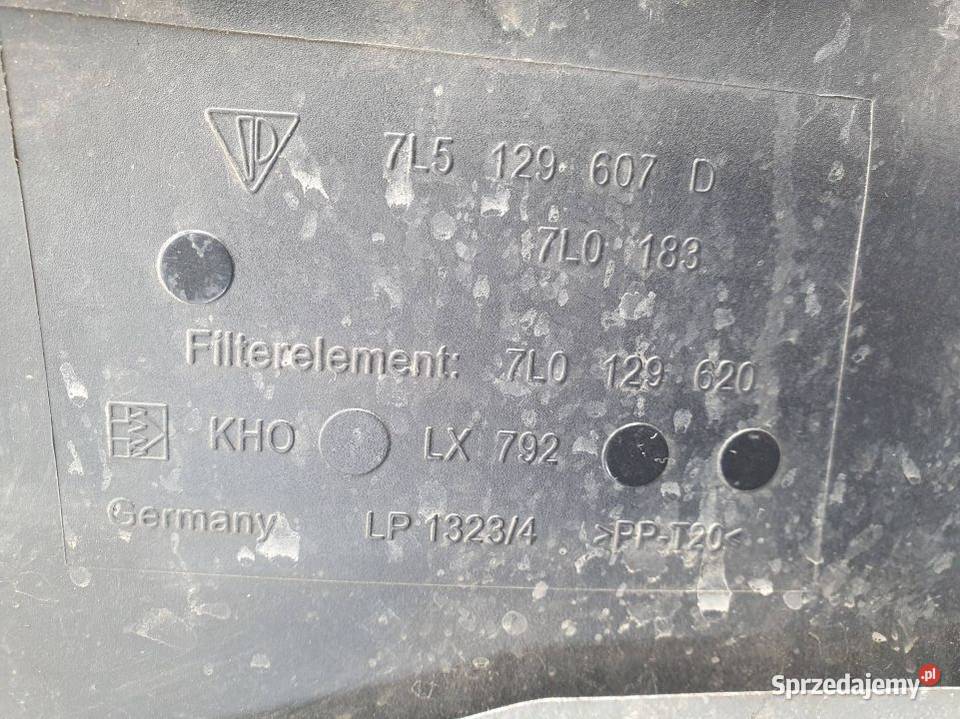 7L5 129 607 D
7L0 183
Filterelement: 7L0 129 620
KHO LX 792
Germany LP 1323/4 >PP-T20<
Sprzedajemy.pl